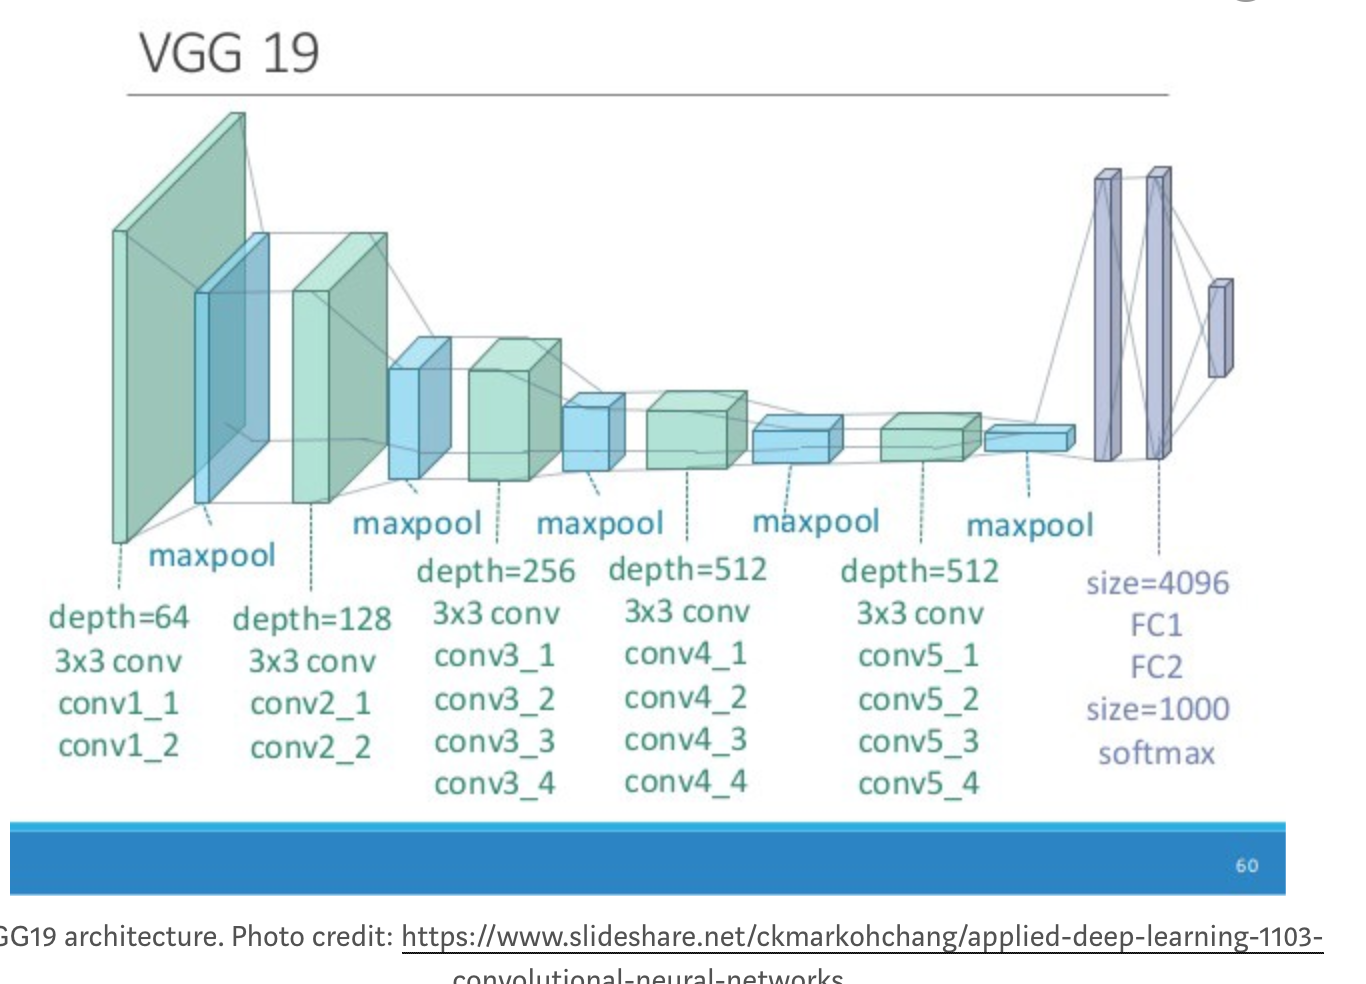 VGG 19
maxpool
maxpool
maxpool
maxpool
maxpool
depth=64
3x3 conv
conv1_1
conv1_2
depth=128
3x3 conv
conv2_1
conv2_2
depth=256
3x3 conv
conv3_1
conv3_2
conv3_3
conv3_4
depth=512
3x3 conv
conv4_1
conv4_2
conv4_3
conv4_4
depth=512
3x3 conv
conv5_1
conv5_2
conv5_3
conv5_4
size=4096
FC1
FC2
size=1000
softmax
60
GG19 architecture. Photo credit: https://www.slideshare.net/ckmarkohchang/applied-deep-learning-1103-
convolutional-neural-networks